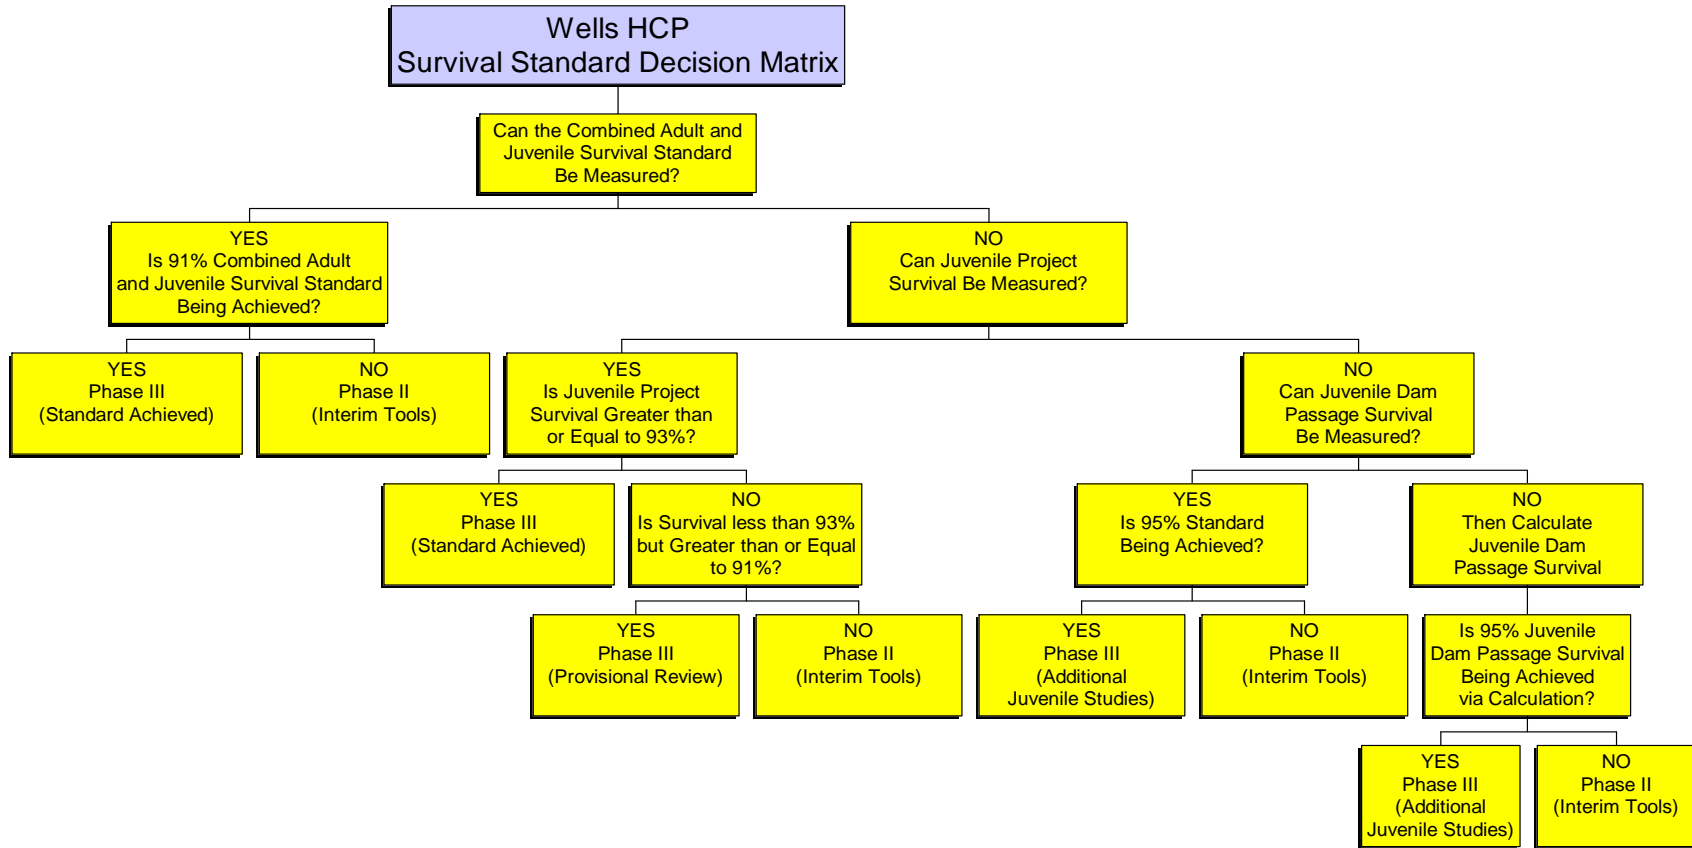 Wells HCP
Survival Standard Decision Matrix
Can the Combined Adult and
Juvenile Survival Standard
Be Measured?
YES
Is 91% Combined Adult
and Juvenile Survival Standard
Being Achieved?
NO
Can Juvenile Project
Survival Be Measured?
YES
Phase III
(Standard Achieved)
NO
Phase II
(Interim Tools)
YES
Is Juvenile Project
Survival Greater than
or Equal to 93%?
NO
Can Juvenile Dam
Passage Survival
Be Measured?
YES
Phase III
(Standard Achieved)
NO
Is Survival less than 93%
but Greater than or Equal
to 91%?
YES
Is 95% Standard
Being Achieved?
NO
Then Calculate
Juvenile Dam
Passage Survival
YES
Phase III
(Provisional Review)
NO
Phase II
(Interim Tools)
YES
Phase III
(Additional
Juvenile Studies)
NO
Phase II
(Interim Tools)
Is 95% Juvenile
Dam Passage Survival
Being Achieved
via Calculation?
YES
Phase III
(Additional
Juvenile Studies)
NO
Phase II
(Interim Tools)